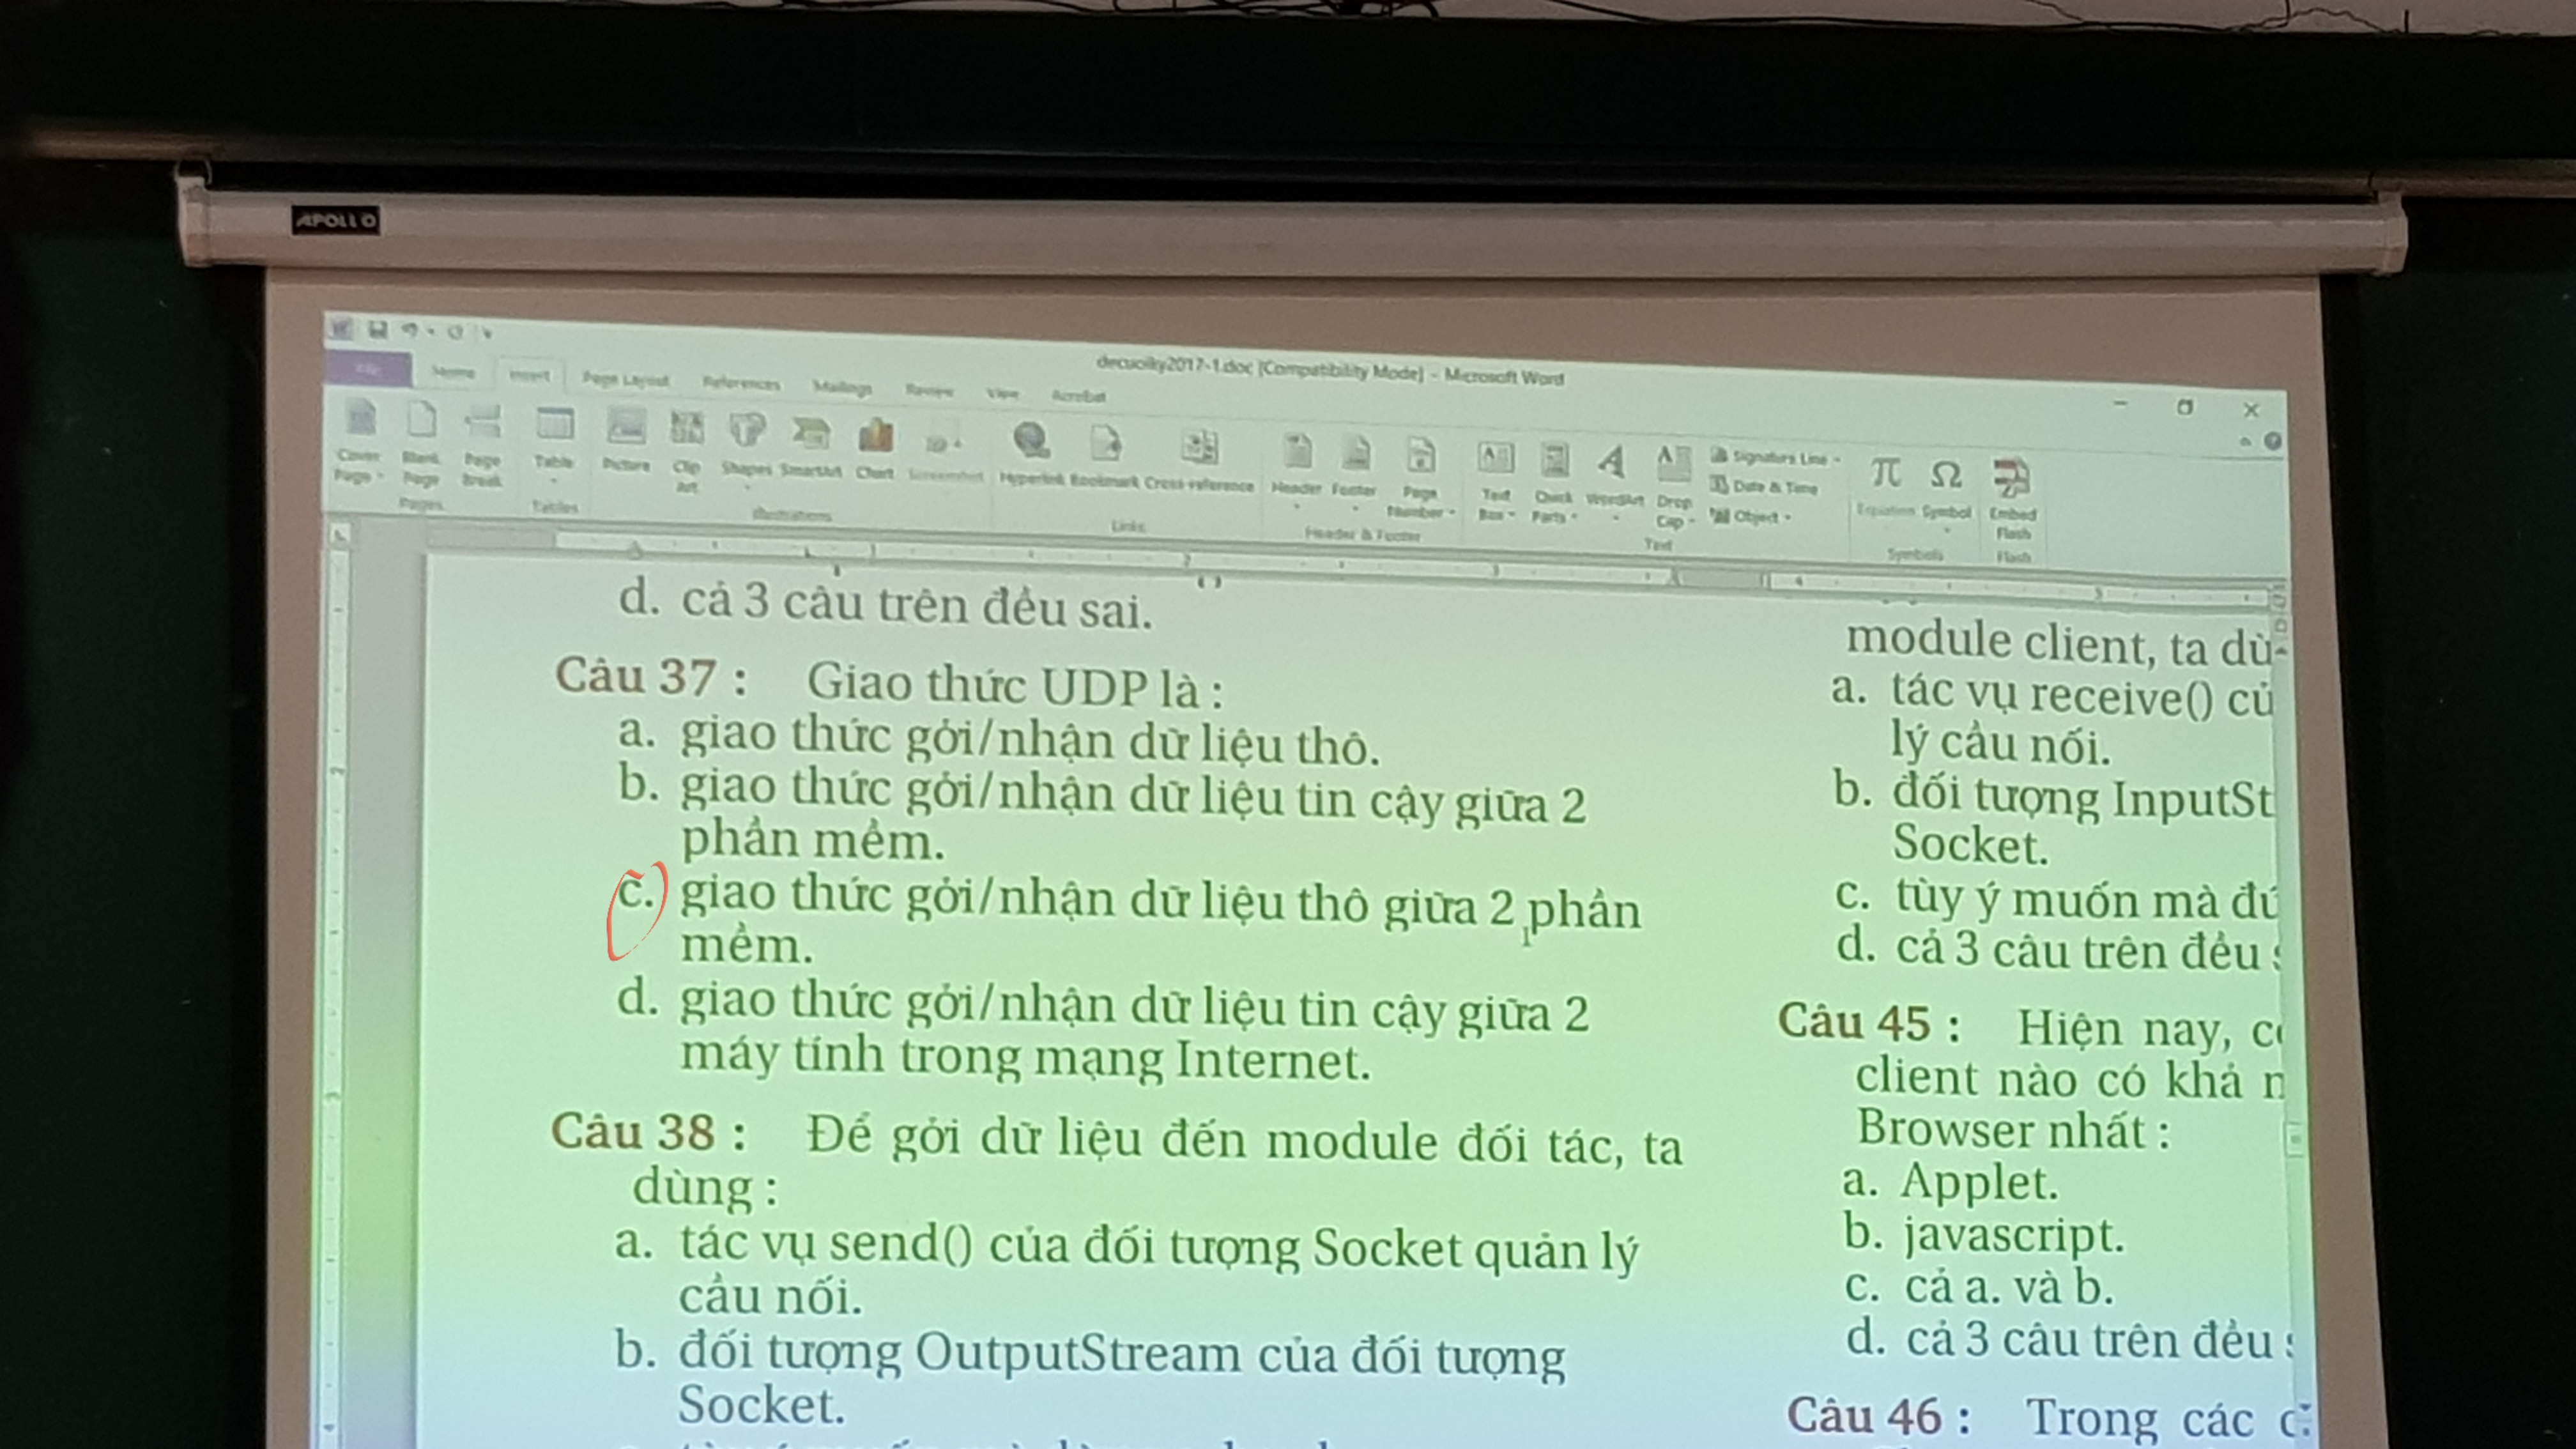 APOLLO
decuoiky2017-1.doc [Compatibility Mode] - Microsoft Word
File Home Insert Page Layout References Mailings Review View Acrobat
Cover Page Blank Page Page Break Table Picture Clip Art Shapes SmartArt Chart Screenshot Hyperlink Bookmark Cross-reference Header Footer Page Number Text Box Quick Parts WordArt Drop Cap Signature Line Date & Time Object Equation Symbol Embed Flash
Pages Tables Illustrations Links Header & Footer Text Symbols Flash
d. cả 3 câu trên đều sai.
Câu 37 : Giao thức UDP là :
a. giao thức gởi/nhận dữ liệu thô.
b. giao thức gởi/nhận dữ liệu tin cậy giữa 2
phần mềm.
c. giao thức gởi/nhận dữ liệu thô giữa 2 phần
mềm.
d. giao thức gởi/nhận dữ liệu tin cậy giữa 2
máy tính trong mạng Internet.
Câu 38 : Để gởi dữ liệu đến module đối tác, ta
dùng :
a. tác vụ send() của đối tượng Socket quản lý
cầu nối.
b. đối tượng OutputStream của đối tượng
Socket.
module client, ta dù
a. tác vụ receive() củ
lý cầu nối.
b. đối tượng InputSt
Socket.
c. tùy ý muốn mà đú
d. cả 3 câu trên đều
Câu 45 : Hiện nay,
client nào có khả n
Browser nhất :
a. Applet.
b. javascript.
c. cả a. và b.
d. cả 3 câu trên đều
Câu 46 : Trong các